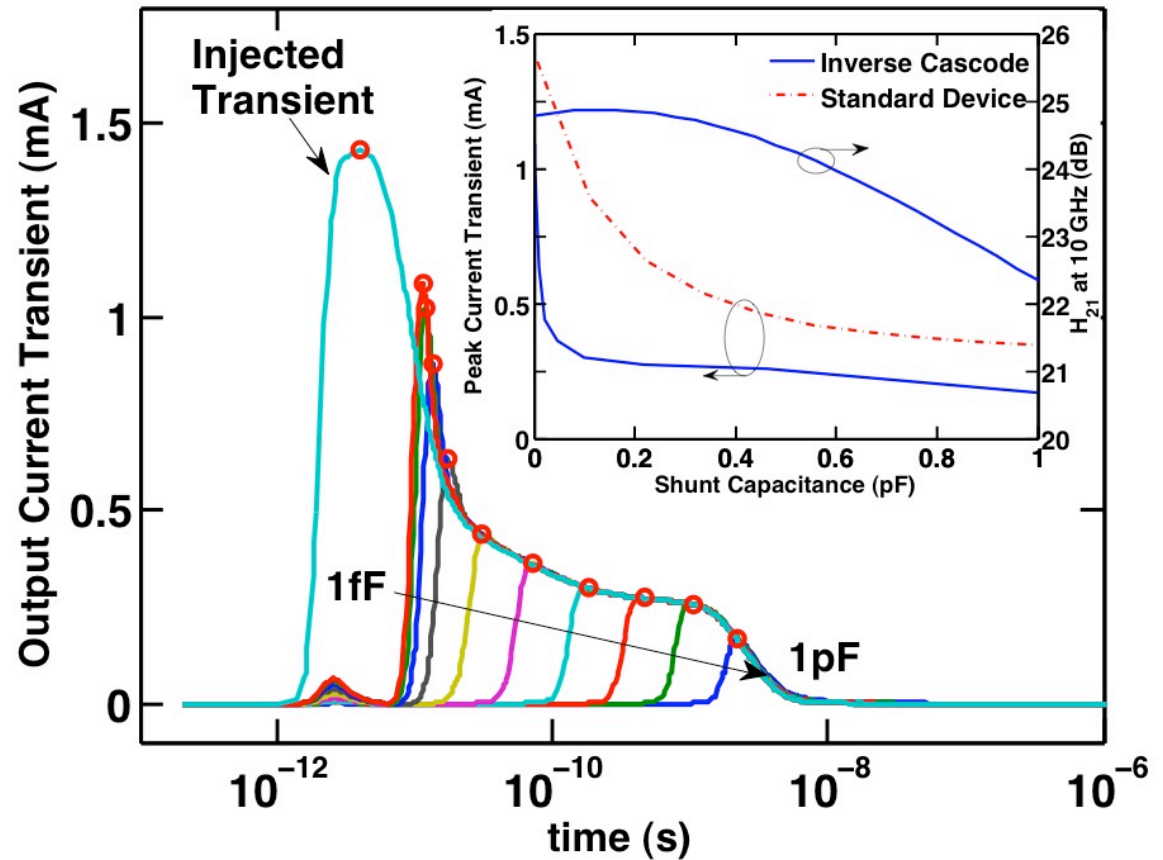 Output Current Transient (mA)
1.5
1
0.5
0
10−12
10−10
10−8
10−6
time (s)
Injected
Transient
1fF
1pF
Peak Current Transient (mA)
1.5
1
0.5
0
0
0.2
0.4
0.6
0.8
1
Shunt Capacitance (pF)
Inverse Cascode
Standard Device
26
25
24
23
22
21
20
H21 at 10 GHz (dB)